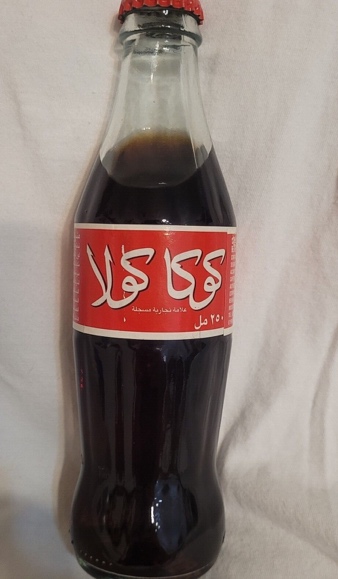 كوكا كولا
علامة تجارية مسجلة
٢٥٠ مل